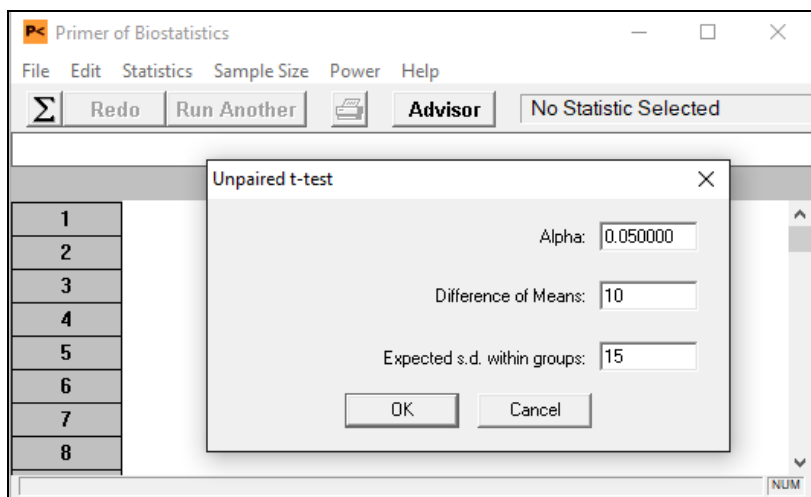 P< Primer of Biostatistics
File Edit Statistics Sample Size Power Help
Σ Redo Run Another Advisor No Statistic Selected
Unpaired t-test
Alpha: 0.050000
Difference of Means: 10
Expected s.d. within groups: 15
OK Cancel
1
2
3
4
5
6
7
8
NUM